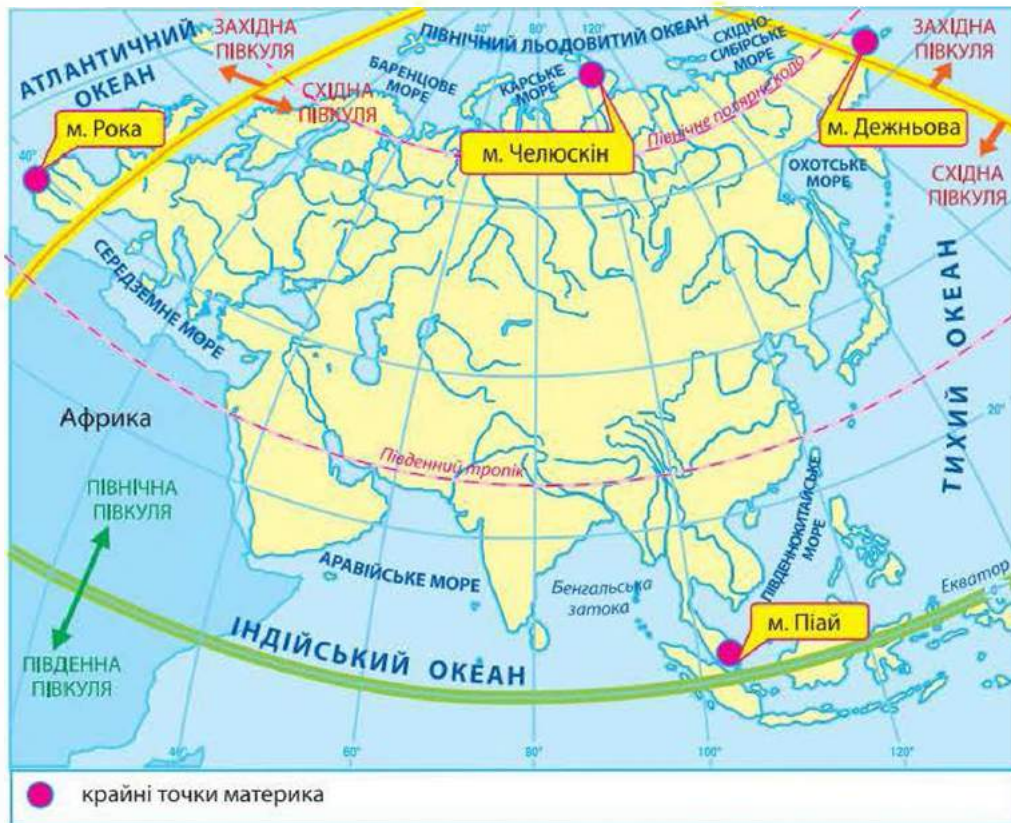 АТЛАНТИЧНИЙ
ОКЕАН
ЗАХІДНА
ПІВКУЛЯ
СХІДНА
ПІВКУЛЯ
м. Рока
40°
БАРЕНЦОВЕ
МОРЕ
40°
80°
120°
ПІВНІЧНИЙ ЛЬОДОВИТИЙ ОКЕАН
КАРСЬКЕ
МОРЕ
СХІДНО-
СИБІРСЬКЕ
МОРЕ
м. Челюскін
Північне полярне коло
ЗАХІДНА
ПІВКУЛЯ
м. Дежньова
СХІДНА
ПІВКУЛЯ
ОХОТСЬКЕ
МОРЕ
СЕРЕДЗЕМНЕ МОРЕ
ТИХИЙ ОКЕАН
Африка
20°
Південний тропік
ПІВНІЧНА
ПІВКУЛЯ
ПІВДЕННА
ПІВКУЛЯ
АРАВІЙСЬКЕ МОРЕ
Бенгальська
затока
ПІВДЕННОКИТАЙСЬКЕ
МОРЕ
Екватор
0°
м. Піай
ІНДІЙСЬКИЙ ОКЕАН
40°
60°
80°
100°
120°
крайні точки материка